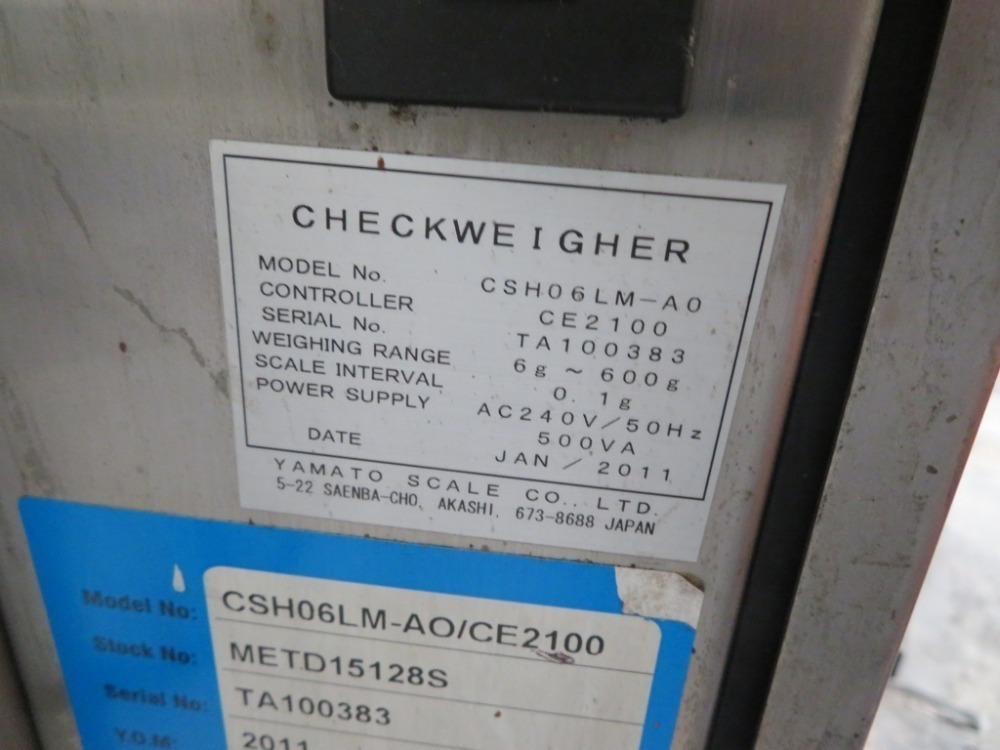 CHECKWEIGHER
MODEL No. CSH06LM-A0
CONTROLLER CE2100
SERIAL No. TA100383
WEIGHING RANGE 6g ~ 600g
SCALE INTERVAL 0. 1g
POWER SUPPLY AC240V/50Hz
500VA
DATE JAN / 2011
YAMATO SCALE CO., LTD.
5-22 SAENBA-CHO, AKASHI. 673-8688 JAPAN
Model No: CSH06LM-AO/CE2100
Stock No: METD15128S
Serial No: TA100383
Y.O.M: 2011